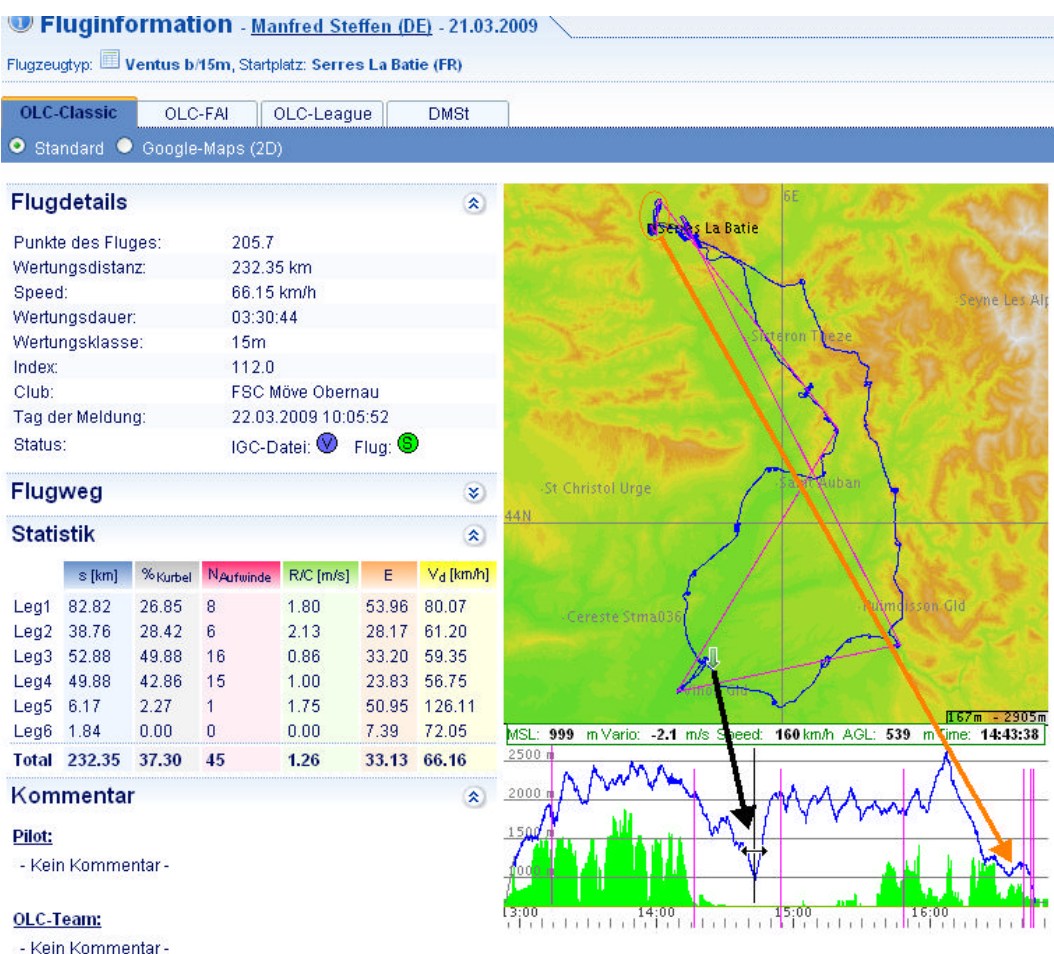 Fluginformation - Manfred Steffen (DE) - 21.03.2009
Flugzeugtyp: Ventus b/15m, Startplatz: Serres La Batie (FR)
OLC-Classic OLC-FAI OLC-League DMSt
Standard Google-Maps (2D)
Flugdetails
Punkte des Fluges: 205.7
Wertungsdistanz: 232.35 km
Speed: 66.15 km/h
Wertungsdauer: 03:30:44
Wertungsklasse: 15m
Index: 112.0
Club: FSC Möve Obernau
Tag der Meldung: 22.03.2009 10:05:52
Status: IGC-Datei: V Flug: S
Flugweg
Statistik
s [km] %Kurbel NAufwinde R/C [m/s] E Vd [km/h]
Leg1 82.82 26.85 8 1.80 53.96 80.07
Leg2 38.76 28.42 6 2.13 28.17 61.20
Leg3 52.88 49.88 16 0.86 33.20 59.35
Leg4 49.88 42.86 15 1.00 23.83 56.75
Leg5 6.17 2.27 1 1.75 50.95 126.11
Leg6 1.84 0.00 0 0.00 7.39 72.05
Total 232.35 37.30 45 1.26 33.13 66.16
Kommentar
Pilot:
- Kein Kommentar -
OLC-Team:
- Kein Kommentar -
6E
Serres La Batie
Seyne Les Alp
Sisteron Theze
-St Christol Urge
Saint Auban
44N
-Cereste Stma036
Puimoisson Gld
Vinon Gld
167m - 2905m
MSL: 999 m Vario: -2.1 m/s Speed: 160 km/h AGL: 539 m Time: 14:43:38
2500 m
2000 m
1500 m
1000 m
13:00 14:00 15:00 16:00